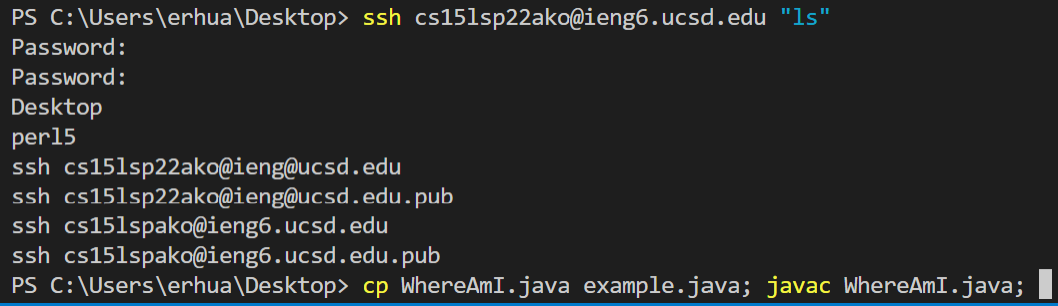 PS C:\Users\erhua\Desktop> ssh cs15lsp22ako@ieng6.ucsd.edu "ls"
Password:
Password:
Desktop
perl5
ssh cs15lsp22ako@ieng@ucsd.edu
ssh cs15lsp22ako@ieng@ucsd.edu.pub
ssh cs15lspako@ieng6.ucsd.edu
ssh cs15lspako@ieng6.ucsd.edu.pub
PS C:\Users\erhua\Desktop> cp WhereAmI.java example.java; javac WhereAmI.java;